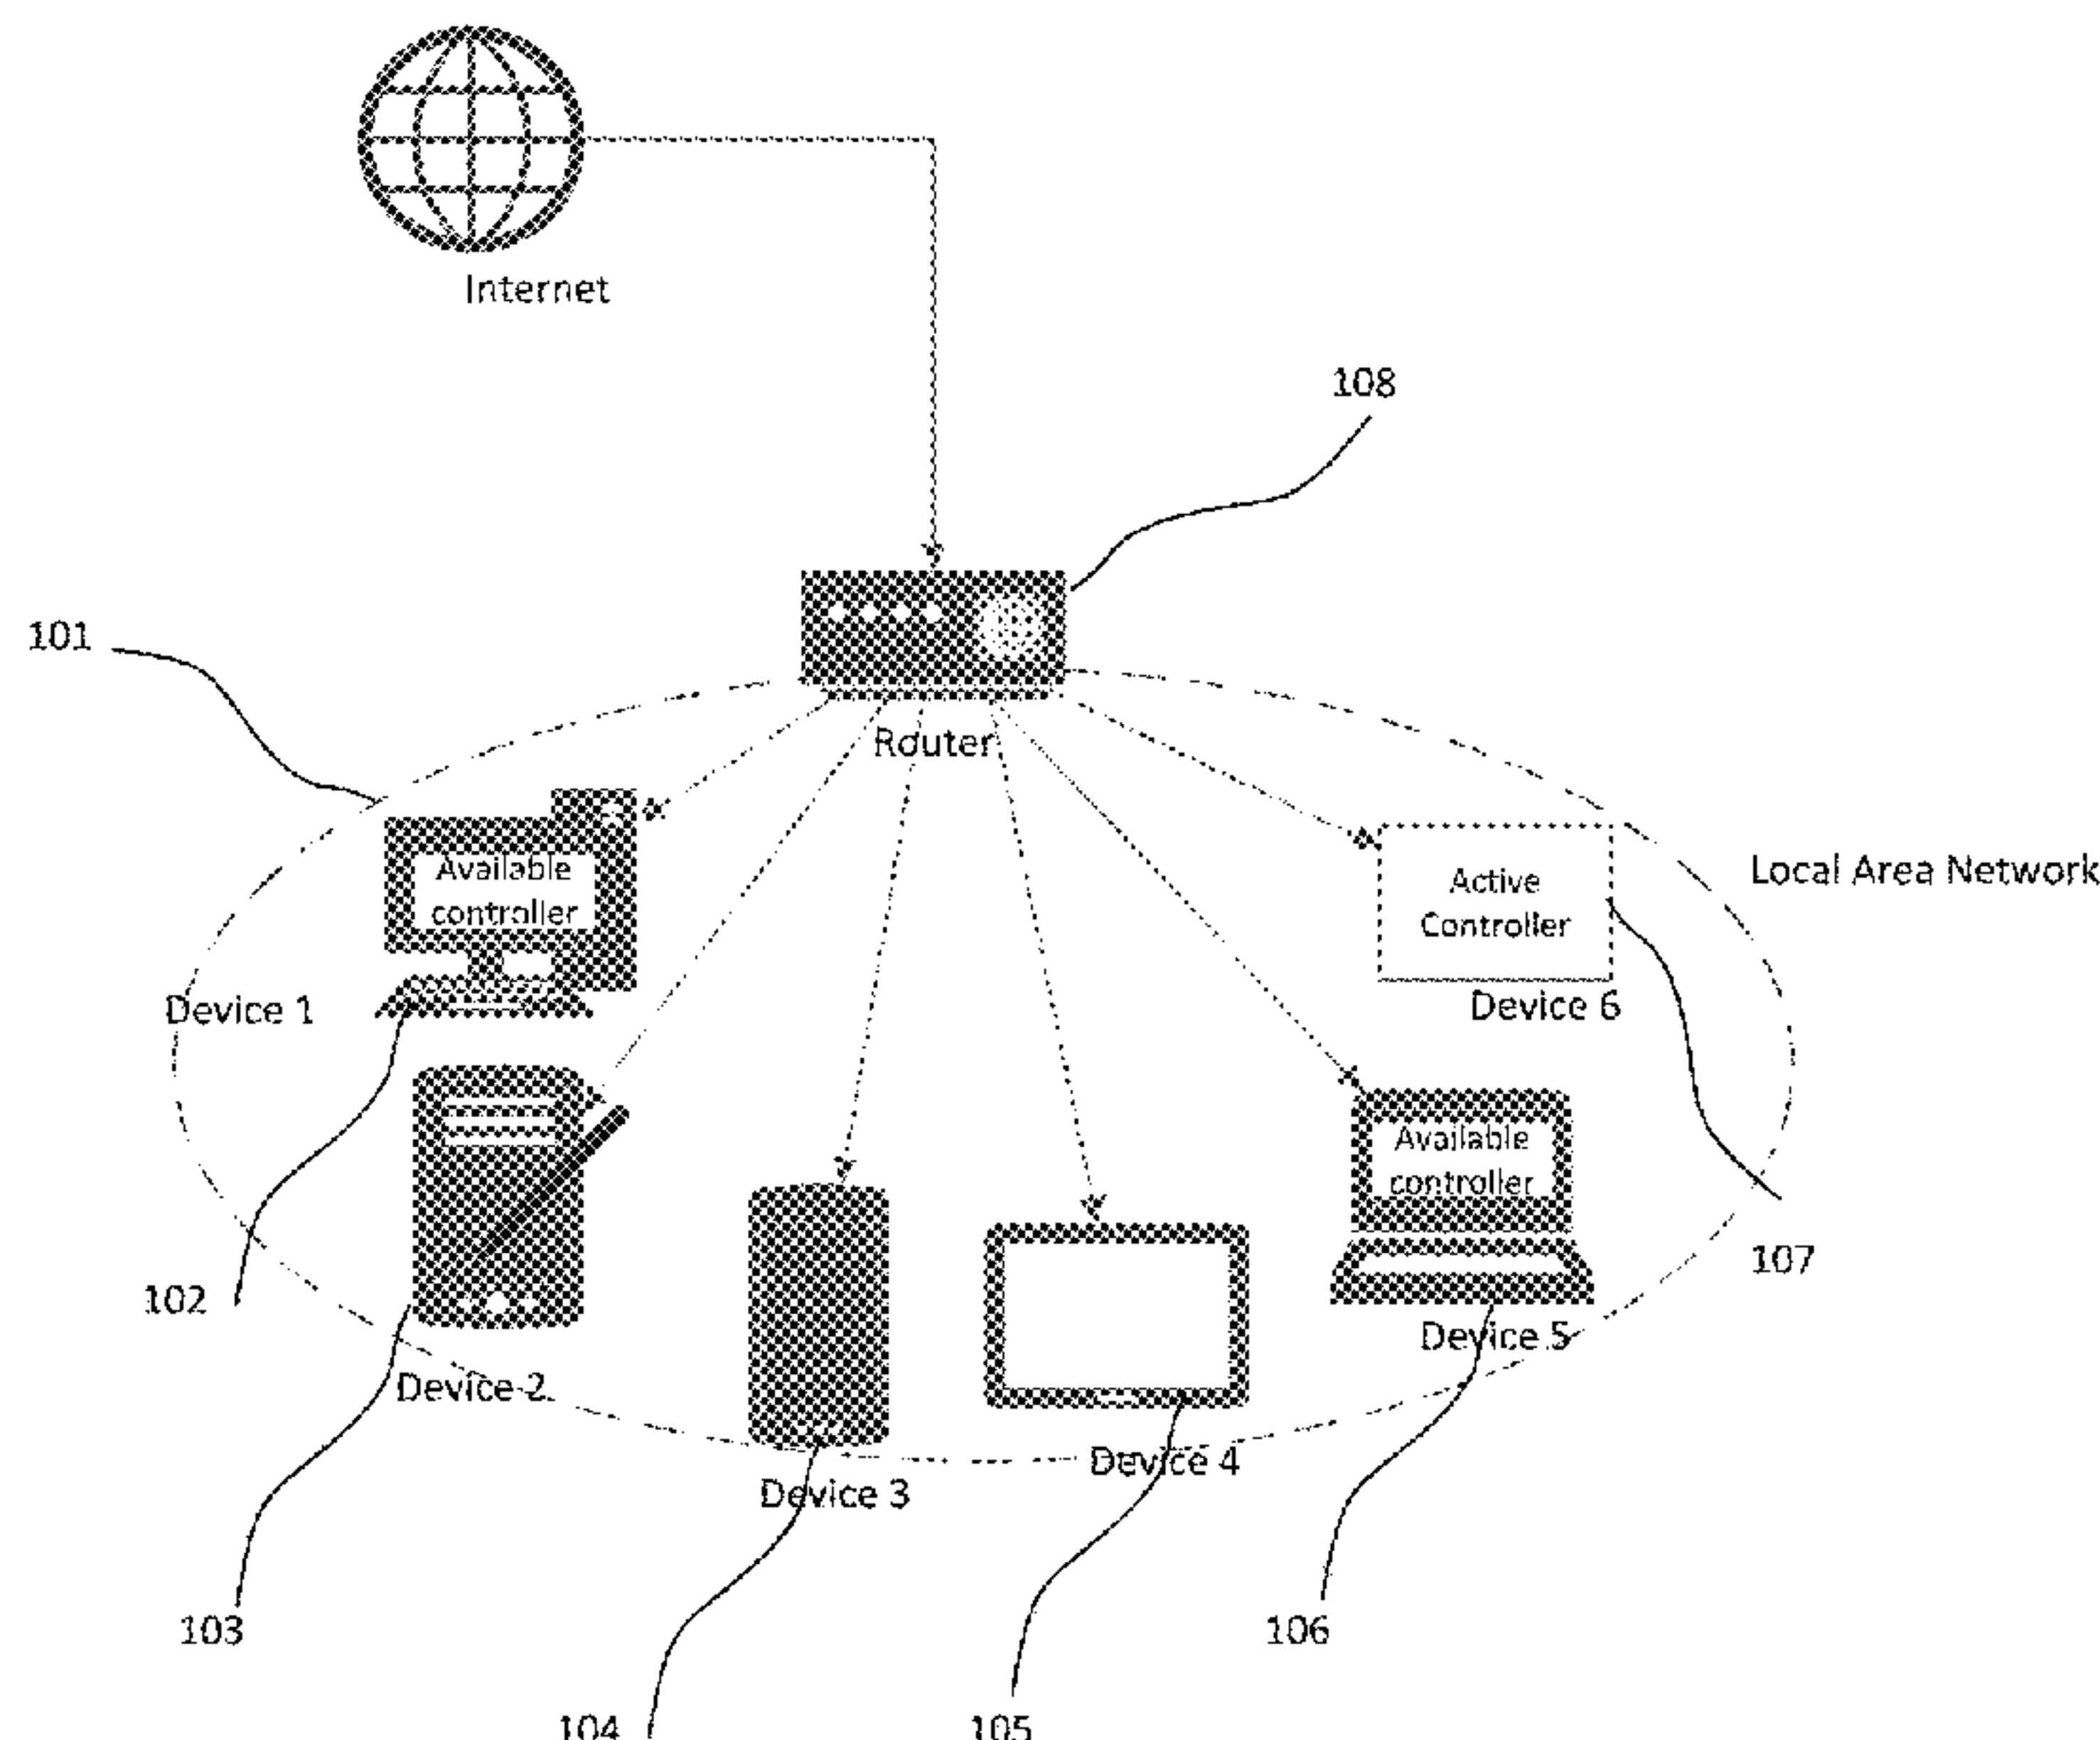 Internet
108
101
Router
Available
controller
Active
Controller
Local Area Network
Device 1
Device 6
Available
controller
107
102
Device 5
Device 2
Device 4
Device 3
103
106
104
105